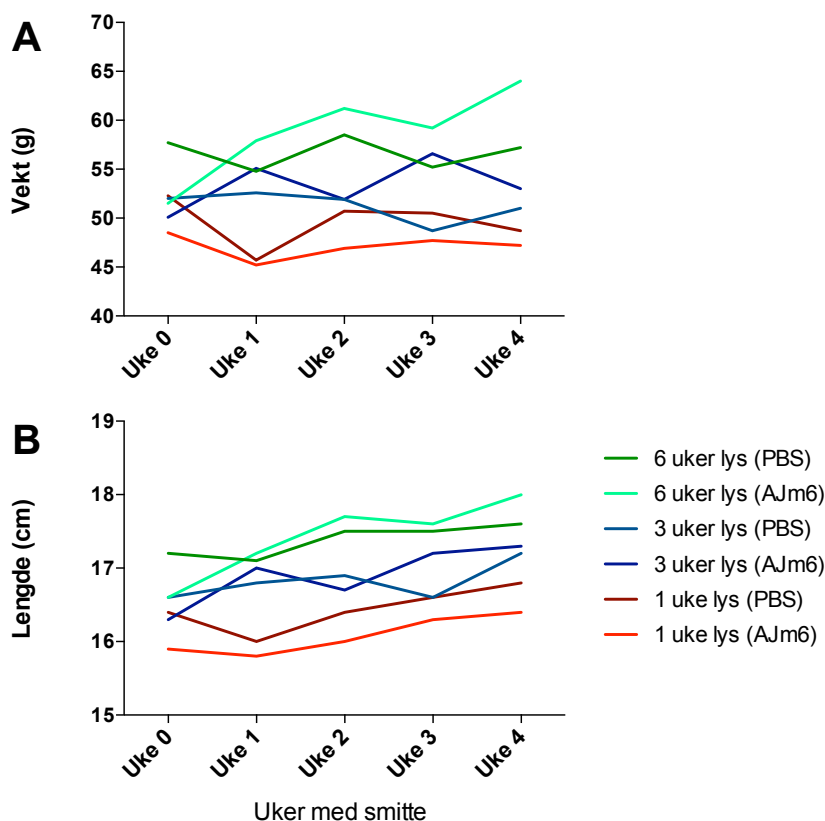 A
Vekt (g)
70
65
60
55
50
45
40
Uke 0
Uke 1
Uke 2
Uke 3
Uke 4
B
Lengde (cm)
19
18
17
16
15
Uke 0
Uke 1
Uke 2
Uke 3
Uke 4
Uker med smitte
6 uker lys (PBS)
6 uker lys (AJm6)
3 uker lys (PBS)
3 uker lys (AJm6)
1 uke lys (PBS)
1 uke lys (AJm6)